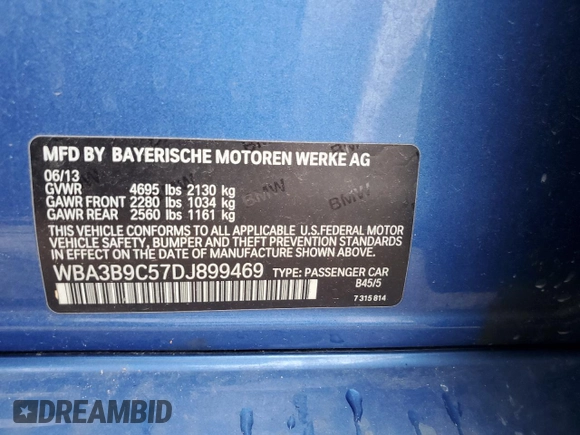 MFD BY BAYERISCHE MOTOREN WERKE AG
06/13
GVWR 4695 lbs 2130 kg
GAWR FRONT 2280 lbs 1034 kg
GAWR REAR 2560 lbs 1161 kg
THIS VEHICLE CONFORMS TO ALL APPLICABLE U.S.FEDERAL MOTOR
VEHICLE SAFETY, BUMPER AND THEFT PREVENTION STANDARDS
IN EFFECT ON THE DATE OF MANUFACTURE SHOWN ABOVE.
WBA3B9C57DJ899469 TYPE: PASSENGER CAR
B45/5
7 315 814
BMW
BMW
DREAMBID